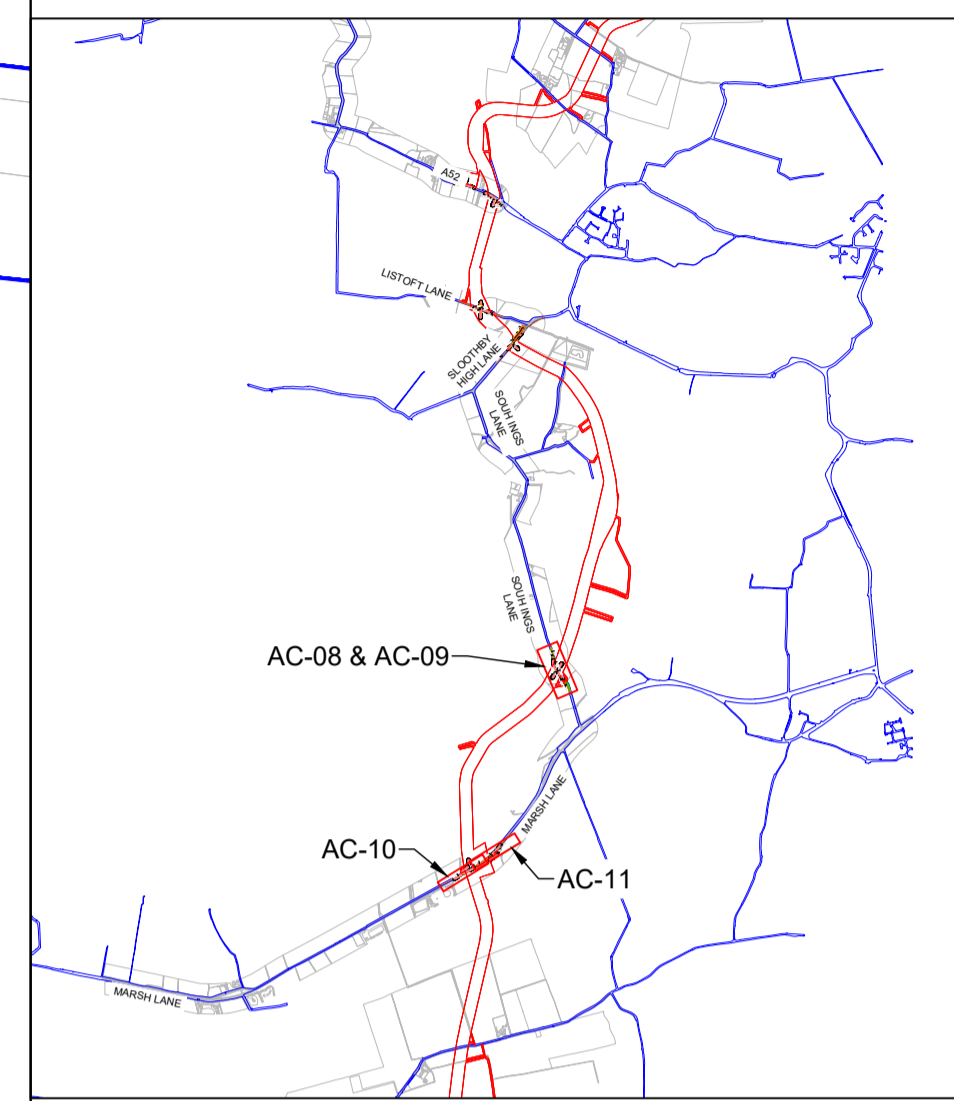 A52
LISTOFT LANE
SLOOTHBY
HIGH LANE
SOUH INGS
LANE
SOUH INGS
LANE
AC-08 & AC-09
MARSH LANE
AC-10
AC-11
MARSH LANE